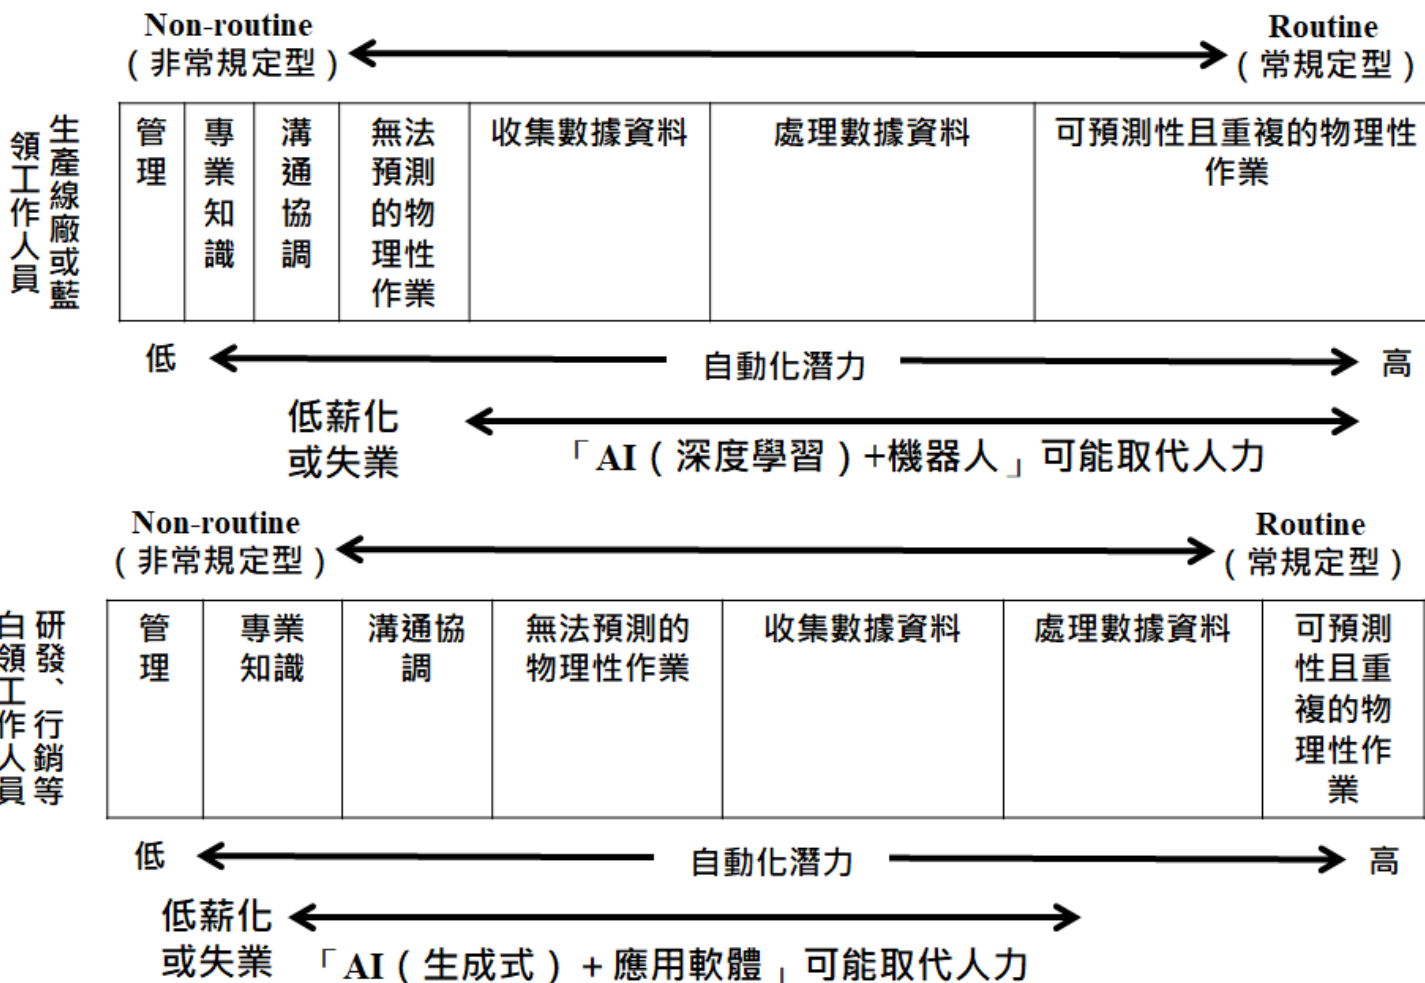 Non-routine
（非常規定型）
Routine
（常規定型）
生產線廠或藍
領工作人員
管
理
專
業
知
識
溝
通
協
調
無法
預測
的物
理性
作業
收集數據資料
處理數據資料
可預測性且重複的物理性
作業
低
自動化潛力
高
低薪化
或失業
「AI（深度學習）+機器人」可能取代人力
Non-routine
（非常規定型）
Routine
（常規定型）
研發、行銷等
白領工作人員
管
理
專業
知識
溝通協
調
無法預測的
物理性作業
收集數據資料
處理數據資料
可預測
性且重
複的物
理性作
業
低
自動化潛力
高
低薪化
或失業
「AI（生成式）+應用軟體」可能取代人力